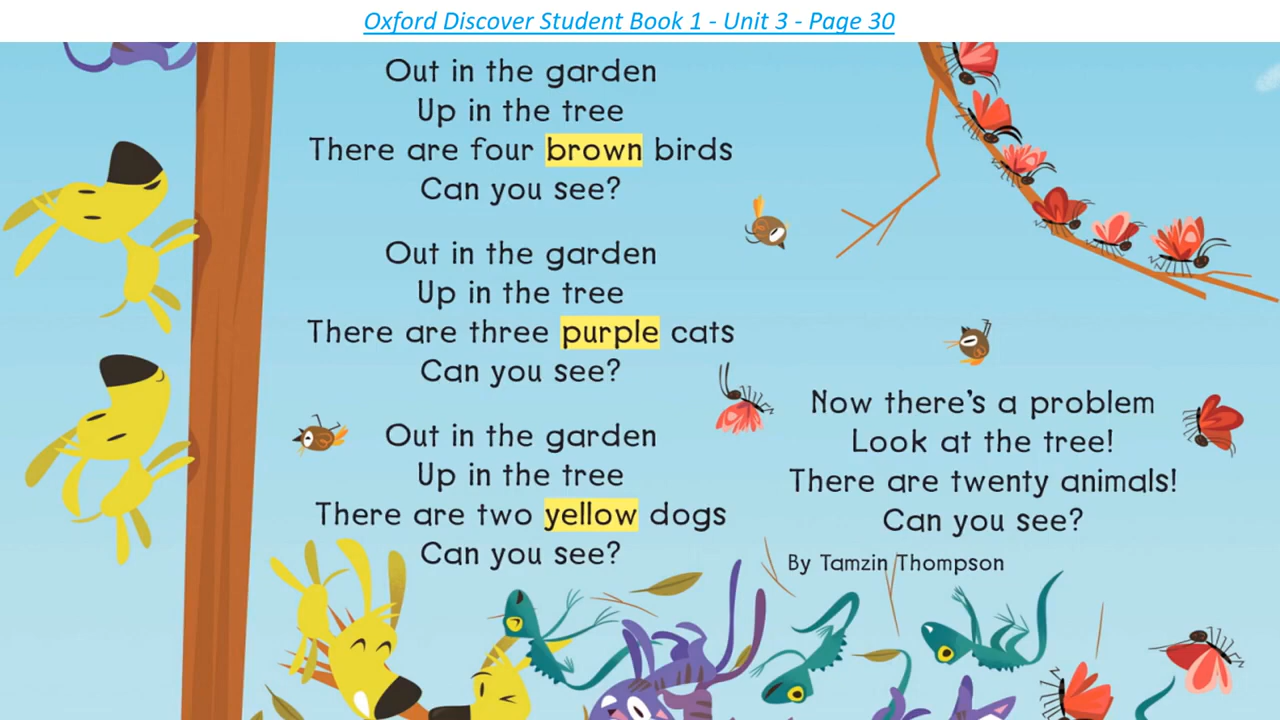 Oxford Discover Student Book 1 - Unit 3 - Page 30
Out in the garden
Up in the tree
There are four brown birds
Can you see?
Out in the garden
Up in the tree
There are three purple cats
Can you see?
Out in the garden
Up in the tree
There are two yellow dogs
Can you see?
Now there's a problem
Look at the tree!
There are twenty animals!
Can you see?
By Tamzin Thompson